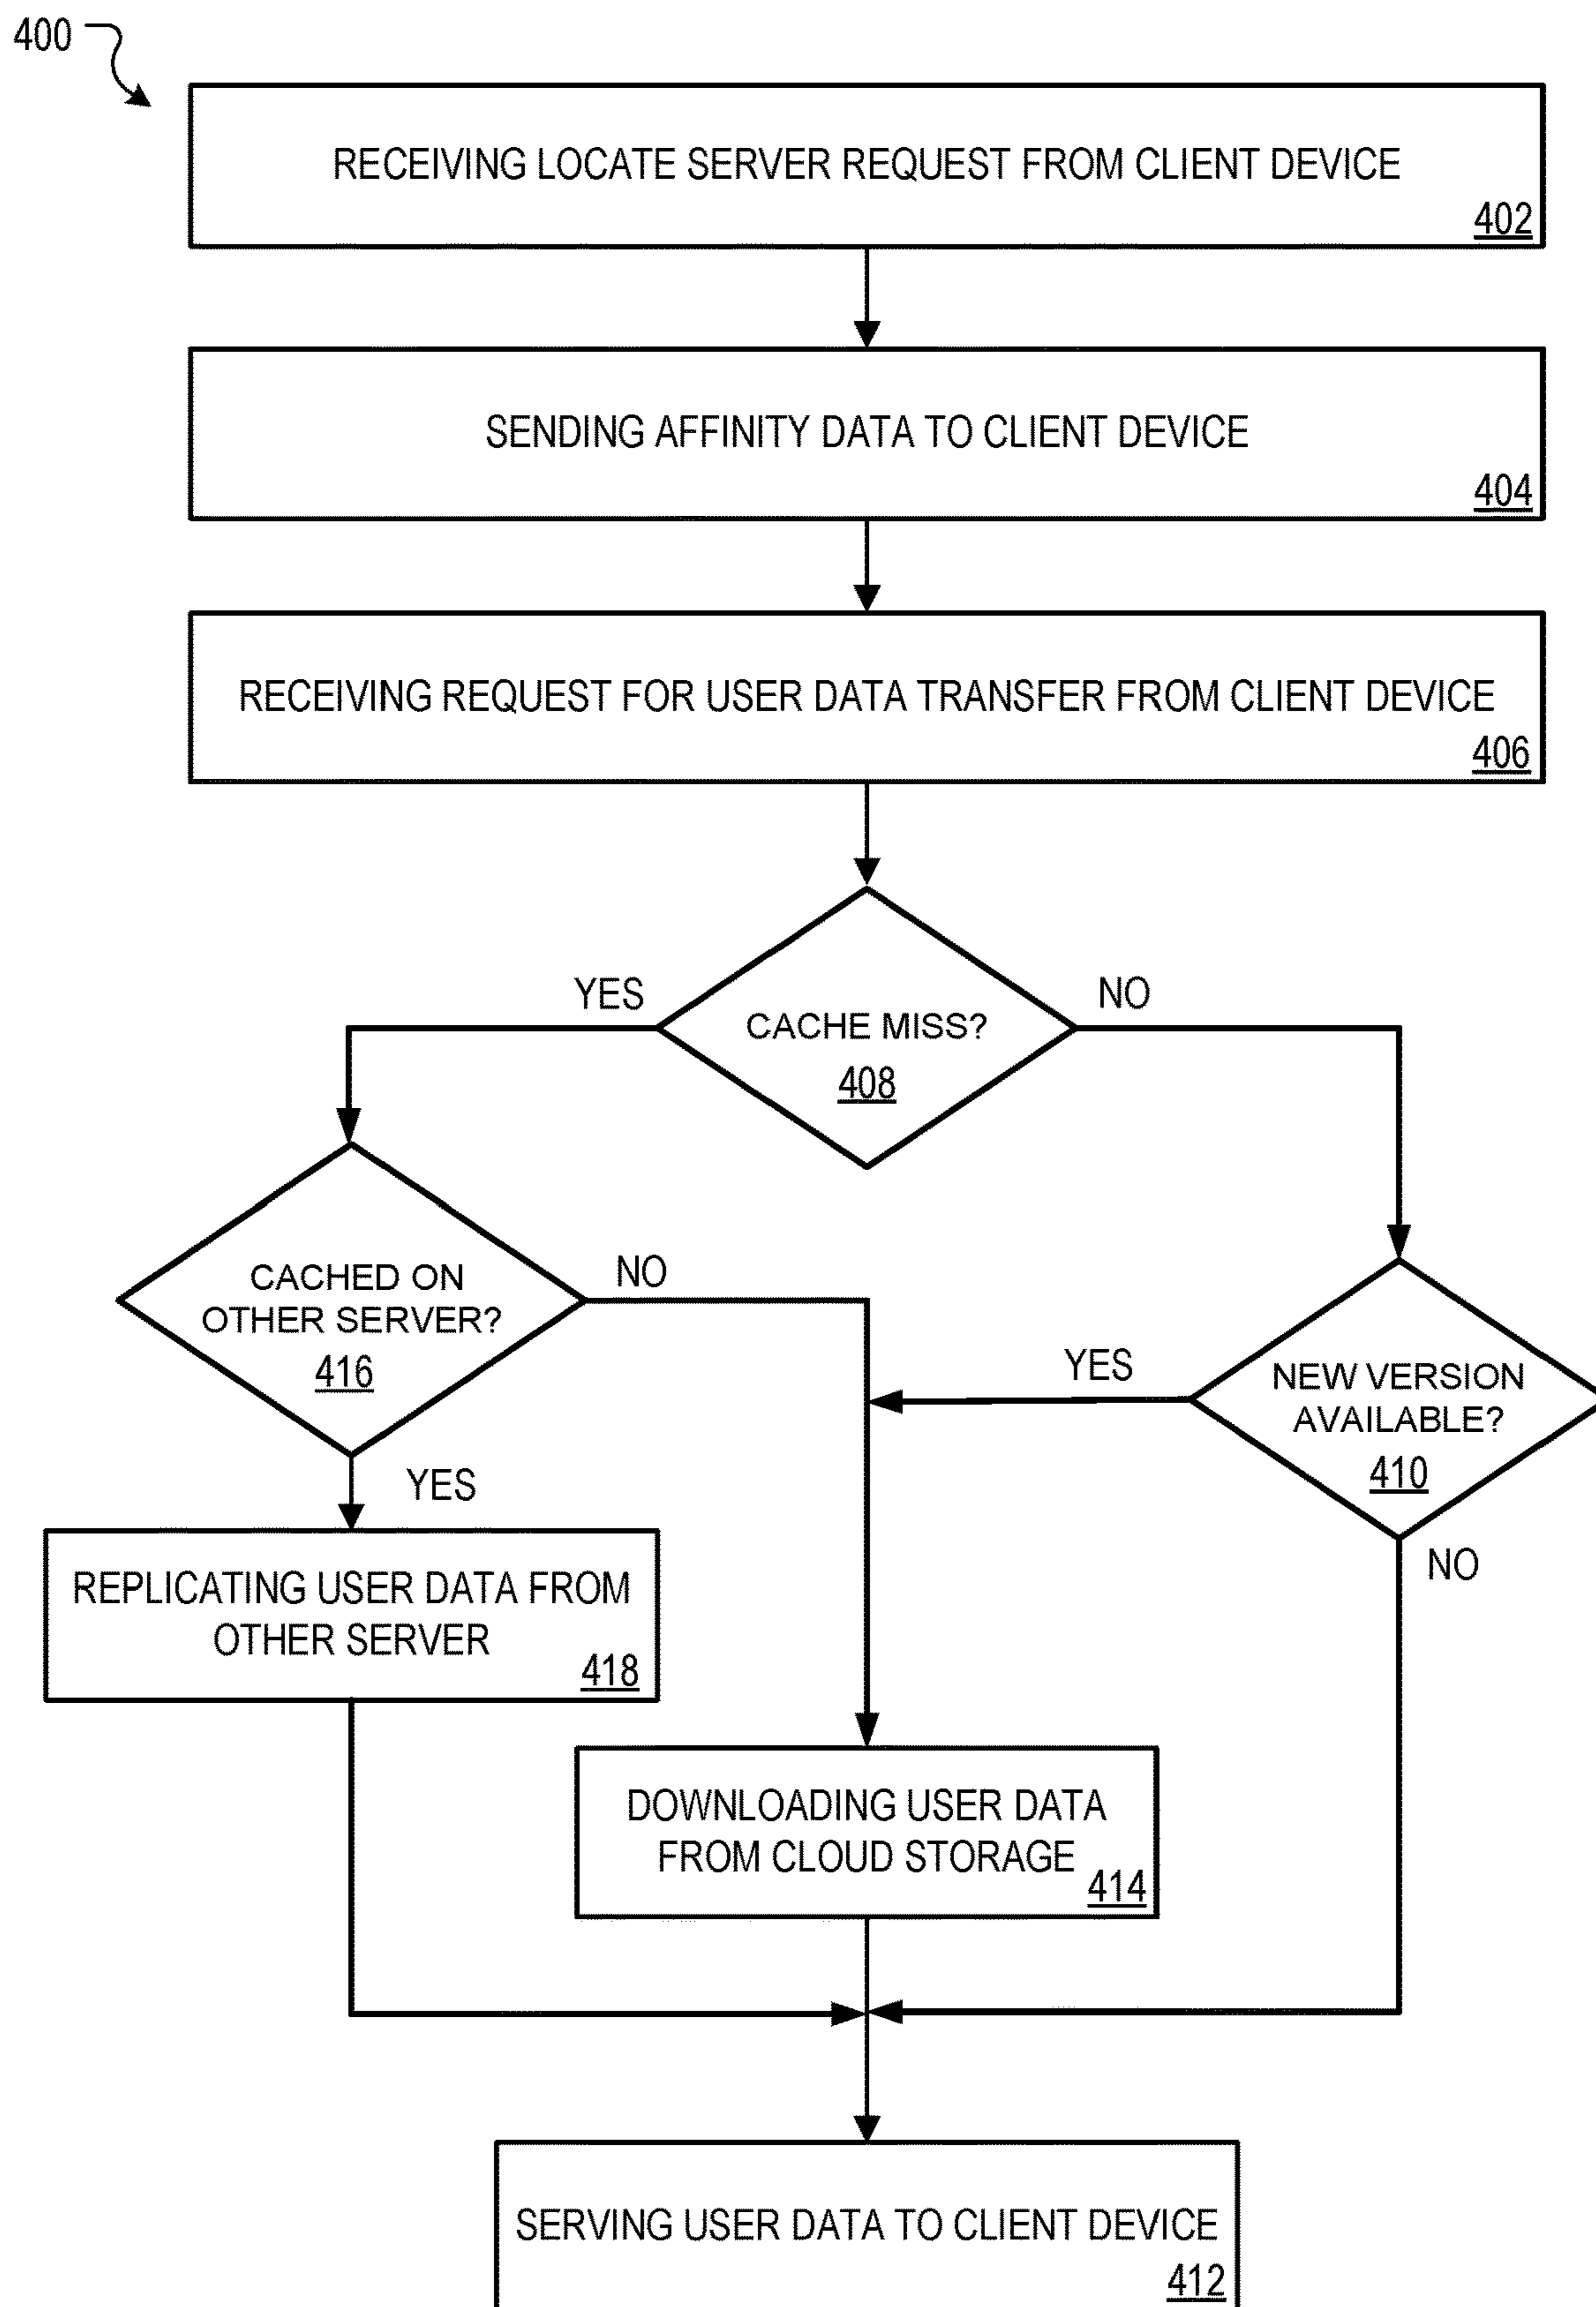 400
RECEIVING LOCATE SERVER REQUEST FROM CLIENT DEVICE
402
SENDING AFFINITY DATA TO CLIENT DEVICE
404
RECEIVING REQUEST FOR USER DATA TRANSFER FROM CLIENT DEVICE
406
YES
NO
CACHE MISS?
408
CACHED ON
OTHER SERVER?
416
NO
YES
NEW VERSION
AVAILABLE?
410
YES
NO
REPLICATING USER DATA FROM
OTHER SERVER
418
DOWNLOADING USER DATA
FROM CLOUD STORAGE
414
SERVING USER DATA TO CLIENT DEVICE
412